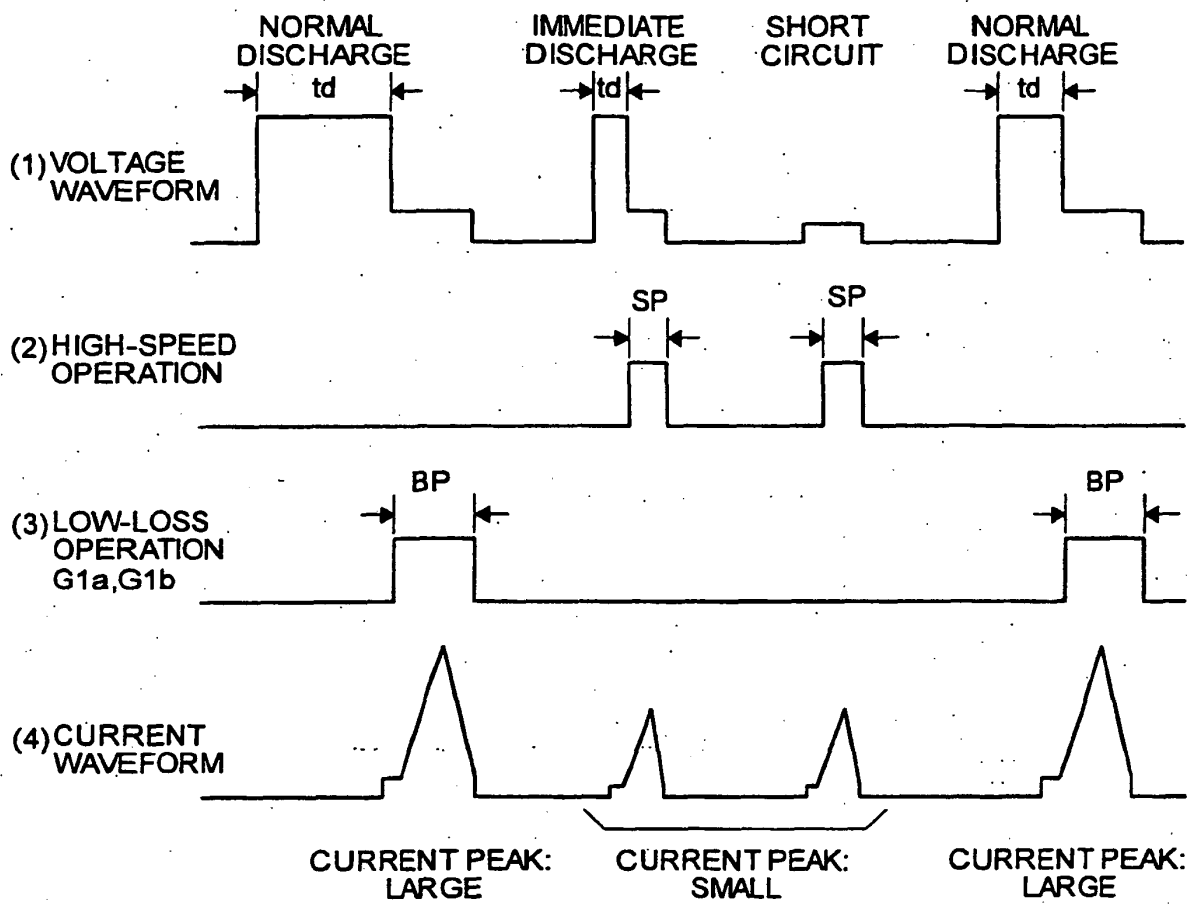 NORMAL DISCHARGE
IMMEDIATE DISCHARGE
SHORT CIRCUIT
NORMAL DISCHARGE
td
td
td
(1) VOLTAGE WAVEFORM
SP
SP
(2) HIGH-SPEED OPERATION
BP
BP
(3) LOW-LOSS OPERATION G1a,G1b
(4) CURRENT WAVEFORM
CURRENT PEAK: LARGE
CURRENT PEAK: SMALL
CURRENT PEAK: LARGE